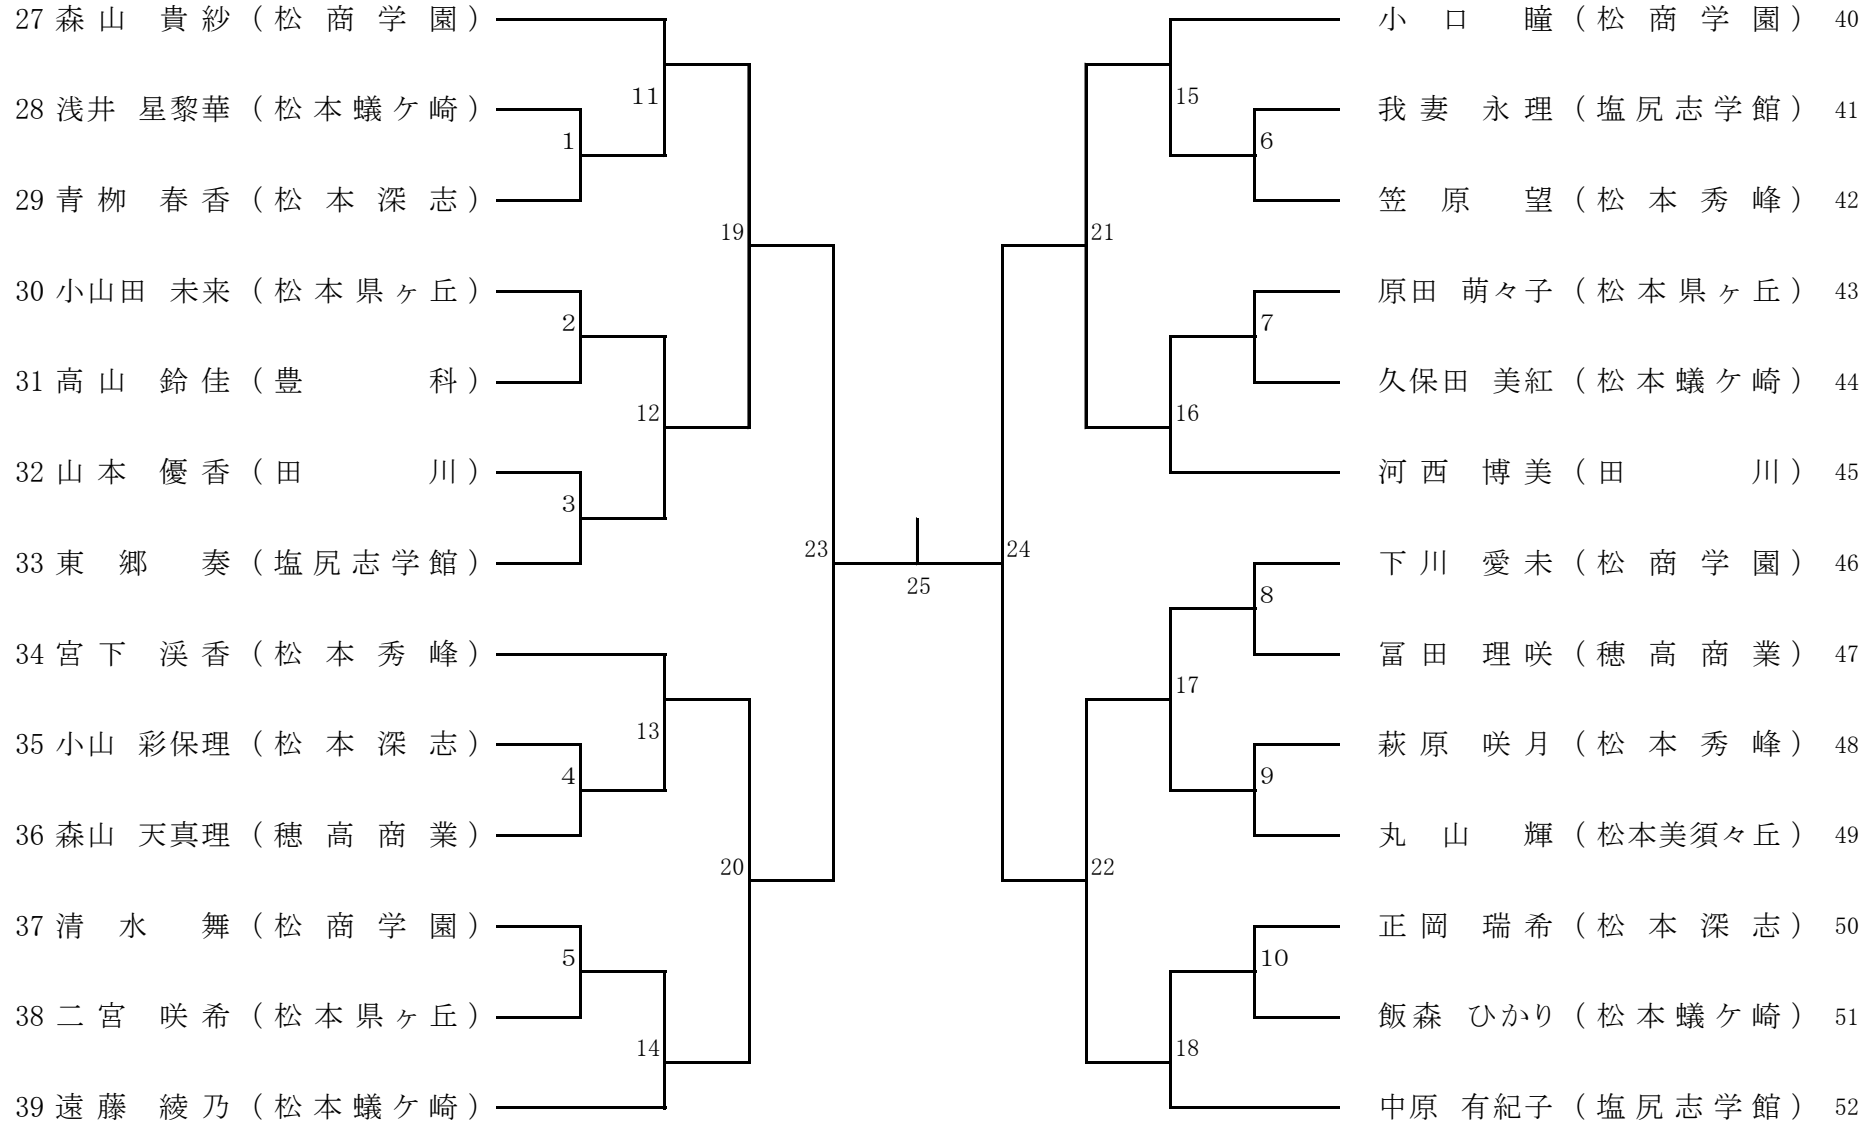 27 森山 貴紗 (松商学園)
11
28 浅井 星黎華 (松本蟻ケ崎)
1
29 青栁 春香 (松本深志)
19
30 小山田 未来 (松本県ヶ丘)
2
31 高山 鈴佳 (豊科)
12
32 山本 優香 (田川)
3
33 東郷 奏 (塩尻志学館)
23
34 宮下 渓香 (松本秀峰)
13
35 小山 彩保理 (松本深志)
4
36 森山 天真理 (穂高商業)
20
37 清水 舞 (松商学園)
5
38 二宮 咲希 (松本県ヶ丘)
14
39 遠藤 綾乃 (松本蟻ケ崎)
25
小口 瞳 (松商学園) 40
15
我妻 永理 (塩尻志学館) 41
6
笠原 望 (松本秀峰) 42
21
原田 萌々子 (松本県ヶ丘) 43
7
久保田 美紅 (松本蟻ケ崎) 44
16
河西 博美 (田川) 45
24
下川 愛未 (松商学園) 46
8
冨田 理咲 (穂高商業) 47
17
萩原 咲月 (松本秀峰) 48
9
丸山 輝 (松本美須々丘) 49
22
正岡 瑞希 (松本深志) 50
10
飯森 ひかり (松本蟻ケ崎) 51
18
中原 有紀子 (塩尻志学館) 52